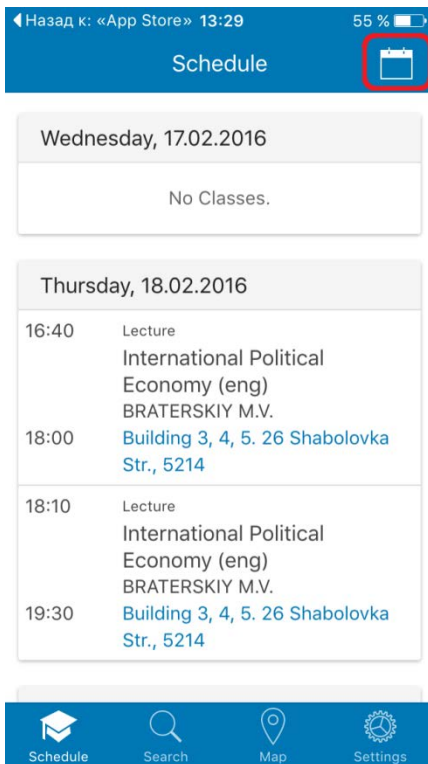 Назад к: «App Store» 13:29 55 %
Schedule
Wednesday, 17.02.2016
No Classes.
Thursday, 18.02.2016
16:40 Lecture
International Political
Economy (eng)
BRATERSKIY M.V.
18:00 Building 3, 4, 5. 26 Shabolovka
Str., 5214
18:10 Lecture
International Political
Economy (eng)
BRATERSKIY M.V.
19:30 Building 3, 4, 5. 26 Shabolovka
Str., 5214
Schedule Search Map Settings